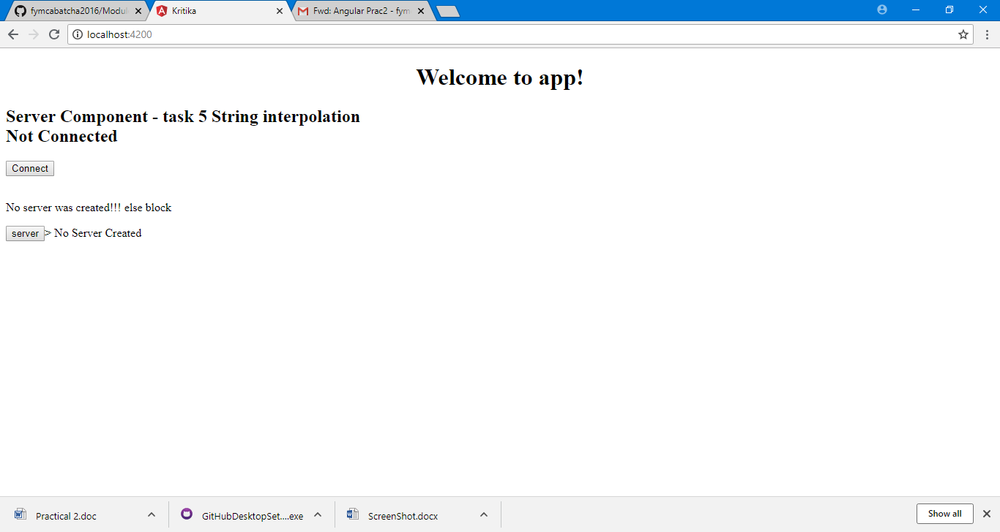 fymcabatcha2016/Modul
Kritika
Fwd: Angular Prac2 - fym
localhost:4200
Welcome to app!
Server Component - task 5 String interpolation
Not Connected
Connect
No server was created!!! else block
server> No Server Created
Practical 2.doc
GitHubDesktopSet....exe
ScreenShot.docx
Show all